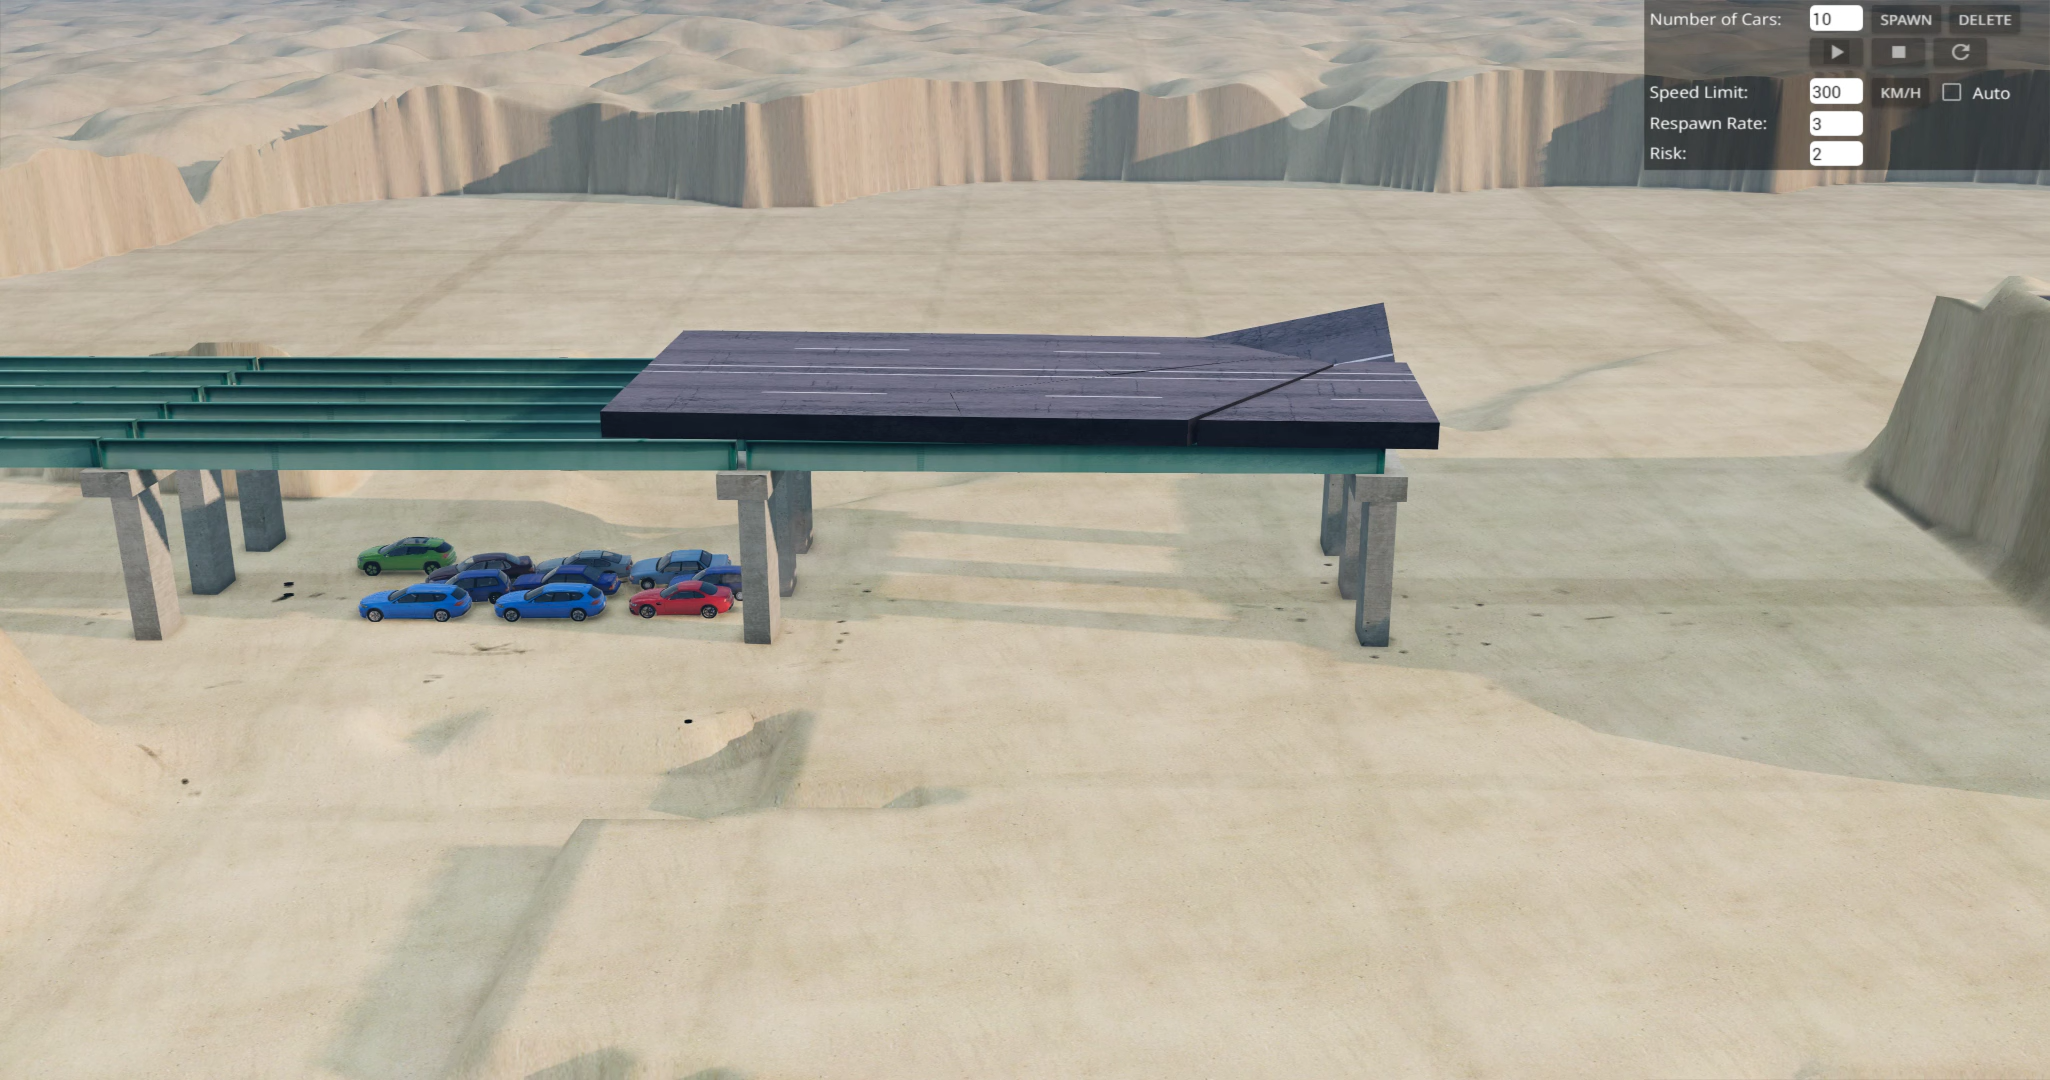 Number of Cars: 10 SPAWN DELETE
Speed Limit: 300 KM/H Auto
Respawn Rate: 3
Risk: 2